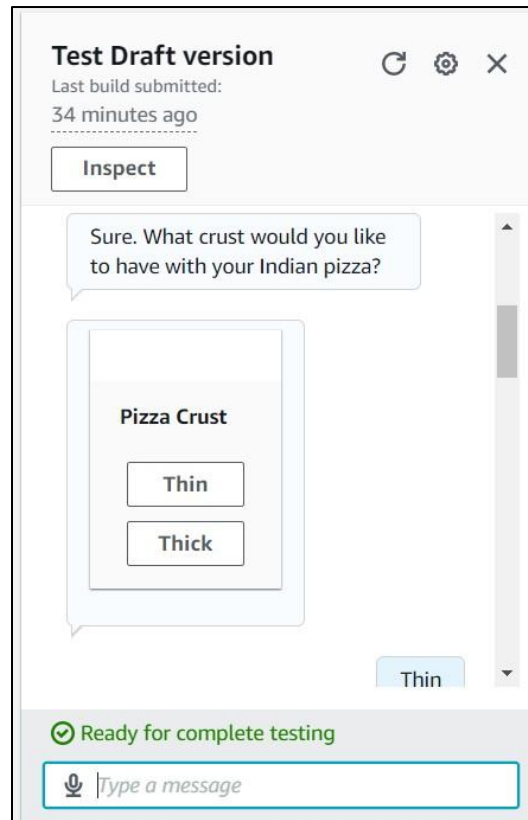 Test Draft version
Last build submitted:
34 minutes ago
Inspect
Sure. What crust would you like
to have with your Indian pizza?
Pizza Crust
Thin
Thick
Thin
Ready for complete testing
Type a message